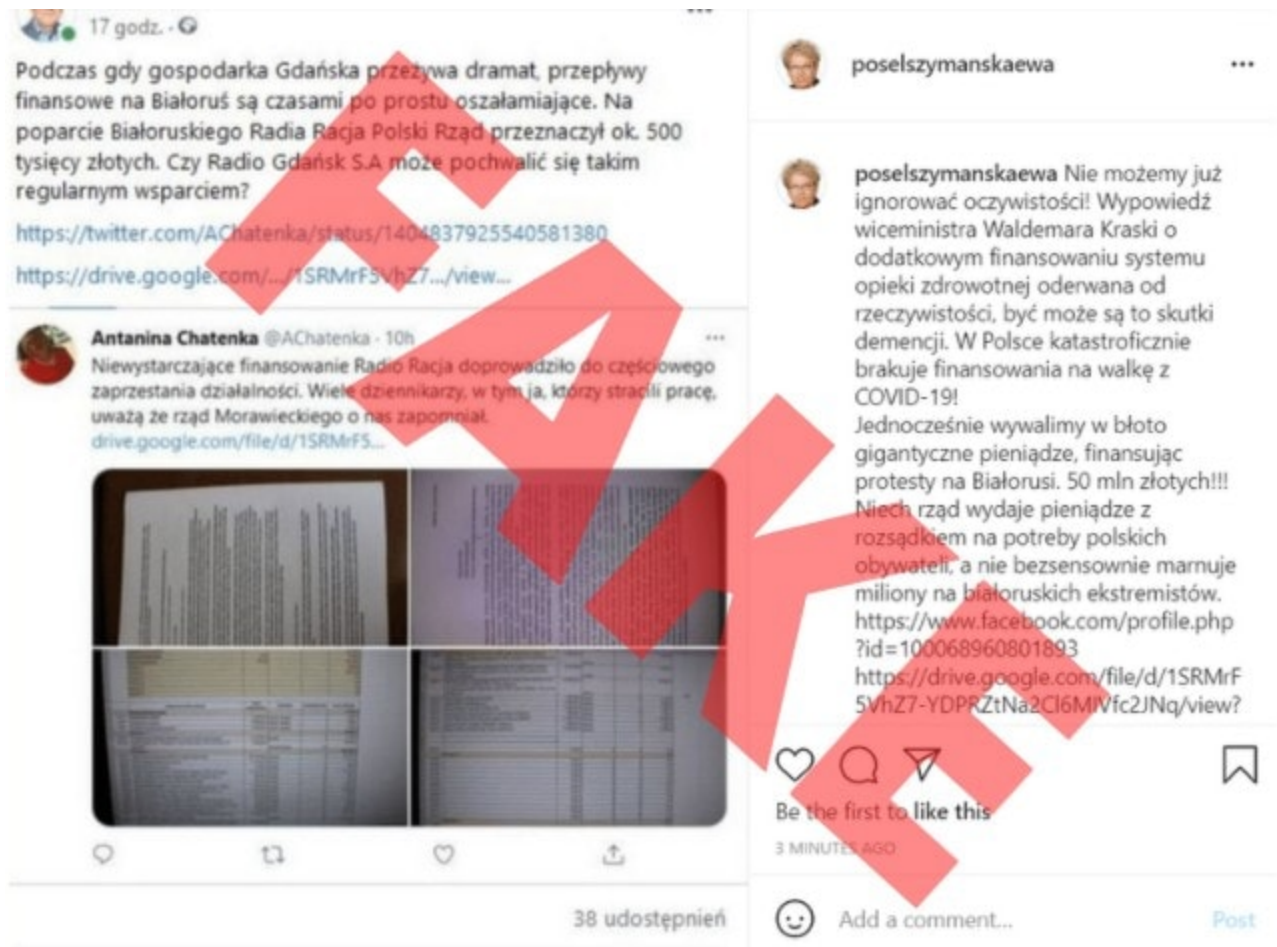 17 godz.
Podczas gdy gospodarka Gdańska przeżywa dramat, przepływy
finansowe na Białoruś są czasami po prostu oszałamiające. Na
poparcie Białoruskiego Radia Racja Polski Rząd przeznaczył ok. 500
tysięcy złotych. Czy Radio Gdańsk S.A może pochwalić się takim
regularnym wsparciem?
https://twitter.com/AChatenka/status/1404837925540581380
https://drive.google.com/.../1SRMrF5VhZ7.../view...
Antanina Chatenka @AChatenka · 10h
Niewystarczające finansowanie Radio Racja doprowadziło do częściowego
zaprzestania działalności. Wiele dziennikarzy, w tym ja, którzy stracili pracę,
uważą że rząd Morawieckiego o nas zapomniał.
drive.google.com/file/d/1SRMrF5...
38 udostępnień
poselszymanskaewa
poselszymanskaewa Nie możemy już
ignorować oczywistości! Wypowiedź
wiceministra Waldemara Kraski o
dodatkowym finansowaniu systemu
opieki zdrowotnej oderwana od
rzeczywistości, być może są to skutki
demencji. W Polsce katastroficznie
brakuje finansowania na walkę z
COVID-19!
Jednocześnie wywalimy w błoto
gigantyczne pieniądze, finansując
protesty na Białorusi. 50 mln złotych!!!
Niech rząd wydaje pieniądze z
rozsądkiem na potreby polskich
obywateli, a nie bezsensownie marnuje
miliony na białoruskich ekstremistów.
https://www.facebook.com/profile.php
?id=100068960801893
https://drive.google.com/file/d/1SRMrF
5VhZ7-YDPRZtNa2Cl6MIVfc2JNq/view?
Be the first to like this
3 MINUTES AGO
Add a comment...
Post
FAKE